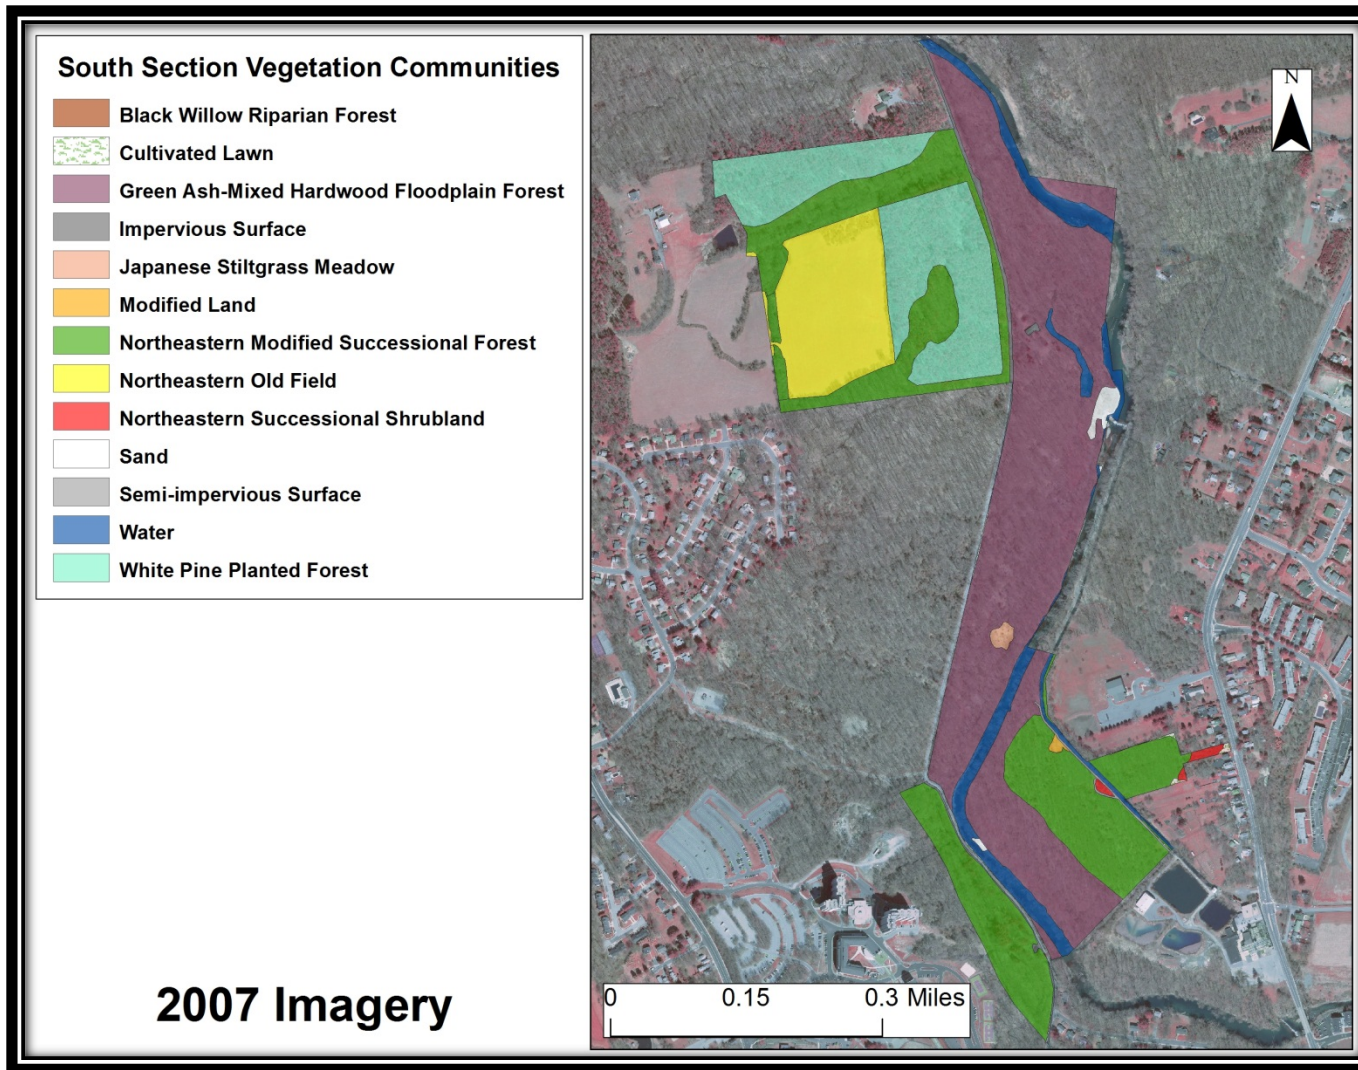 South Section Vegetation Communities
Black Willow Riparian Forest
Cultivated Lawn
Green Ash-Mixed Hardwood Floodplain Forest
Impervious Surface
Japanese Stiltgrass Meadow
Modified Land
Northeastern Modified Successional Forest
Northeastern Old Field
Northeastern Successional Shrubland
Sand
Semi-impervious Surface
Water
White Pine Planted Forest
2007 Imagery
N
0 0.15 0.3 Miles